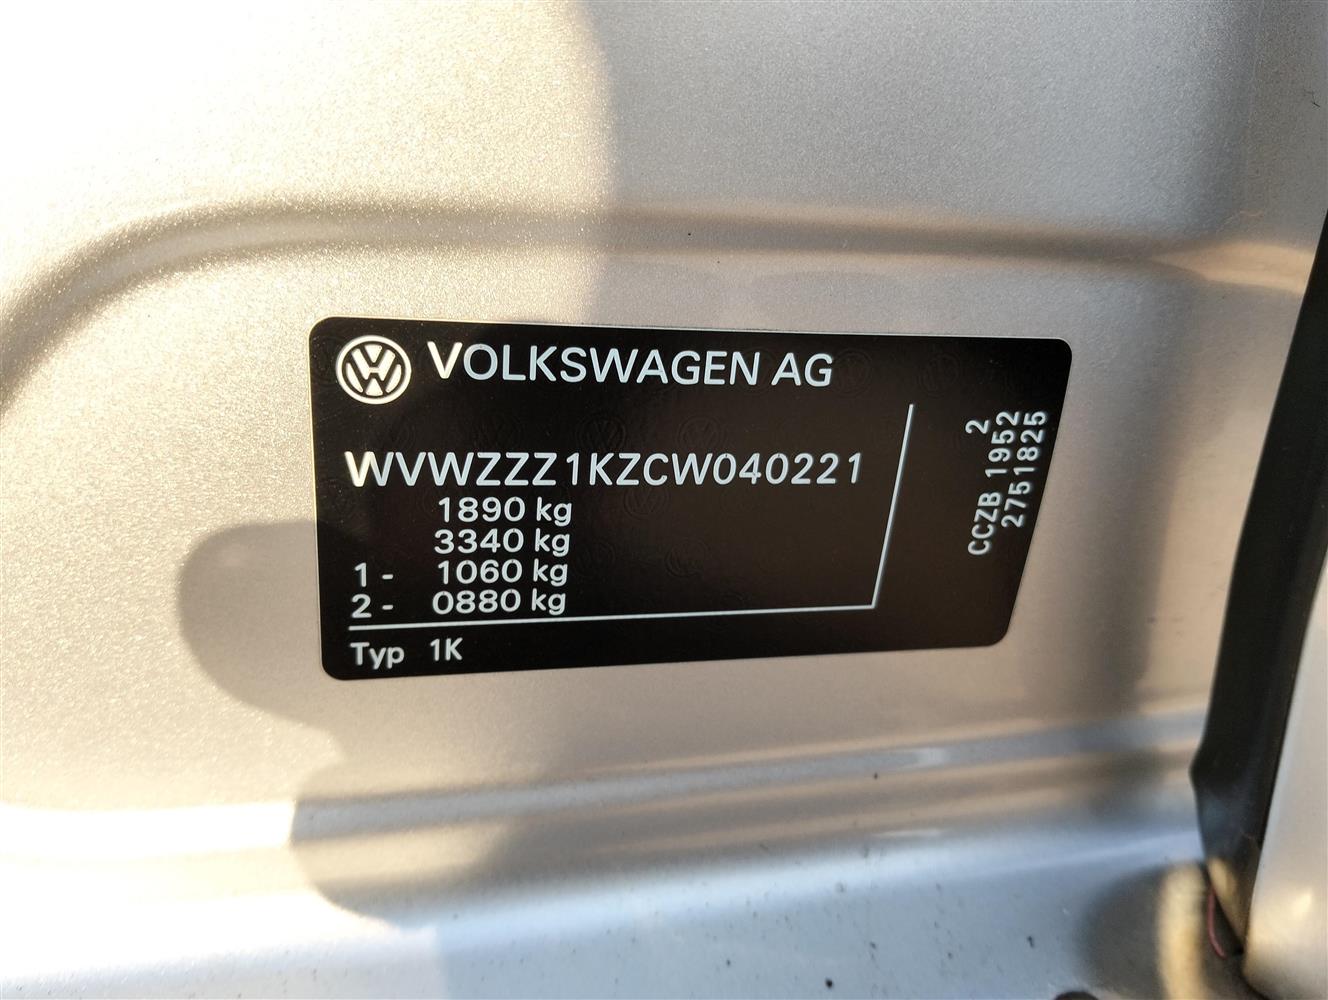 VOLKSWAGEN AG
WVWZZZ1KZCW040221
1890 kg
3340 kg
1- 1060 kg
2- 0880 kg
Typ 1K
2
CCZB 1952
2751825